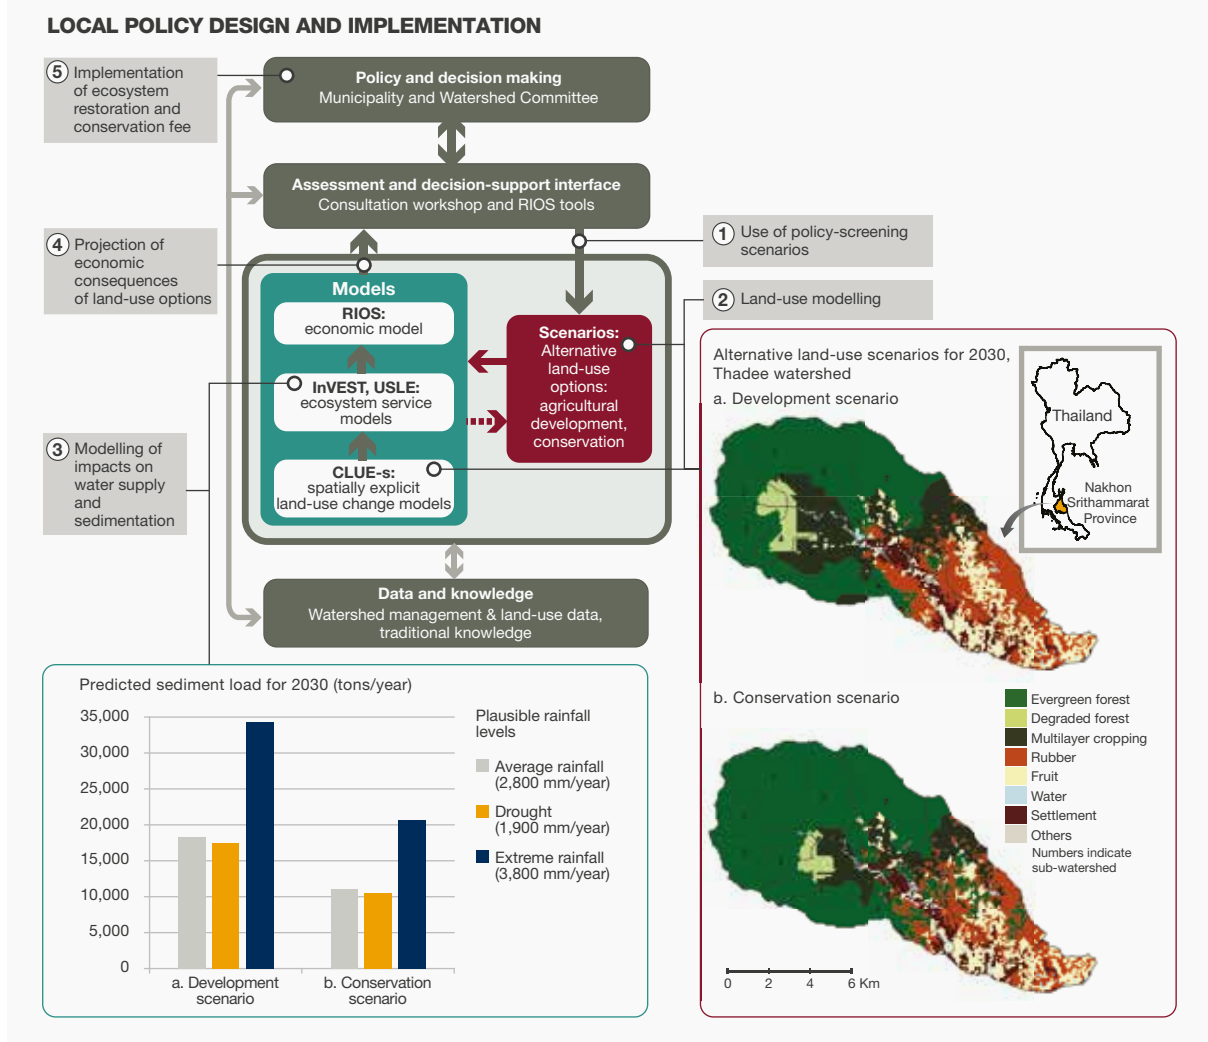 LOCAL POLICY DESIGN AND IMPLEMENTATION
5 Implementation
of ecosystem
restoration and
conservation fee
Policy and decision making
Municipality and Watershed Committee
Assessment and decision-support interface
Consultation workshop and RIOS tools
1 Use of policy-screening
scenarios
4 Projection of
economic
consequences
of land-use options
2 Land-use modelling
Models
RIOS:
economic model
InVEST, USLE:
ecosystem service
models
CLUE-s:
spatially explicit
land-use change models
Scenarios:
Alternative
land-use
options:
agricultural
development,
conservation
3 Modelling of
impacts on
water supply
and
sedimentation
Data and knowledge
Watershed management & land-use data,
traditional knowledge
Alternative land-use scenarios for 2030,
Thadee watershed
a. Development scenario
Thailand
Nakhon
Srithammarat
Province
b. Conservation scenario
Evergreen forest
Degraded forest
Multilayer cropping
Rubber
Fruit
Water
Settlement
Others
Numbers indicate
sub-watershed
0 2 4 6 Km
Predicted sediment load for 2030 (tons/year)
35,000
30,000
25,000
20,000
15,000
10,000
5,000
0
a. Development
scenario
b. Conservation
scenario
Plausible rainfall
levels
Average rainfall
(2,800 mm/year)
Drought
(1,900 mm/year)
Extreme rainfall
(3,800 mm/year)